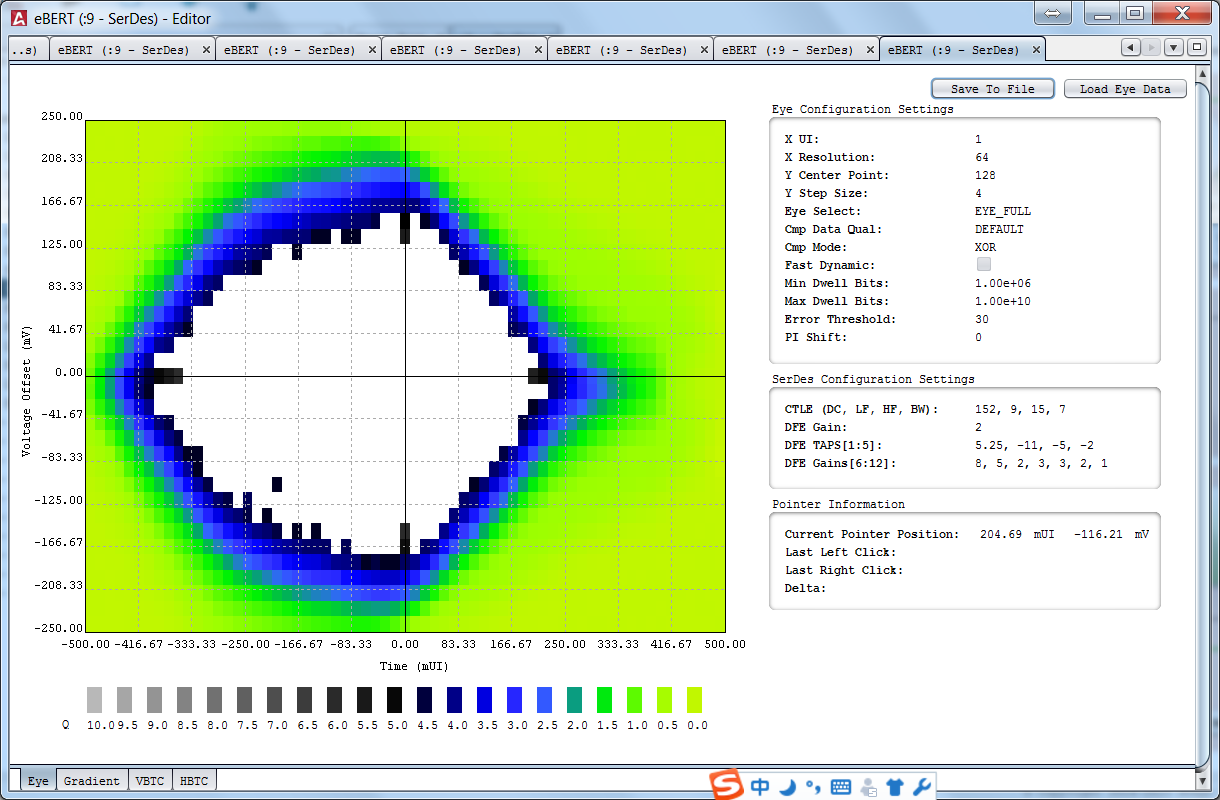 eBERT (:9 - SerDes) - Editor
..s) eBERT (:9 - SerDes) eBERT (:9 - SerDes) eBERT (:9 - SerDes) eBERT (:9 - SerDes) eBERT (:9 - SerDes) eBERT (:9 - SerDes)
Save To File Load Eye Data
Eye Configuration Settings
X UI: 1
X Resolution: 64
Y Center Point: 128
Y Step Size: 4
Eye Select: EYE_FULL
Cmp Data Qual: DEFAULT
Cmp Mode: XOR
Fast Dynamic:
Min Dwell Bits: 1.00e+06
Max Dwell Bits: 1.00e+10
Error Threshold: 30
PI Shift: 0
SerDes Configuration Settings
CTLE (DC, LF, HF, BW): 152, 9, 15, 7
DFE Gain: 2
DFE TAPS[1:5]: 5.25, -11, -5, -2
DFE Gains[6:12]: 8, 5, 2, 3, 3, 2, 1
Pointer Information
Current Pointer Position: 204.69 mUI -116.21 mV
Last Left Click:
Last Right Click:
Delta:
Voltage Offset (mV)
250.00
208.33
166.67
125.00
83.33
41.67
0.00
-41.67
-83.33
-125.00
-166.67
-208.33
-250.00
-500.00 -416.67 -333.33 -250.00 -166.67 -83.33 0.00 83.33 166.67 250.00 333.33 416.67 500.00
Time (mUI)
Q 10.0 9.5 9.0 8.5 8.0 7.5 7.0 6.5 6.0 5.5 5.0 4.5 4.0 3.5 3.0 2.5 2.0 1.5 1.0 0.5 0.0
Eye Gradient VBTC HBTC
中